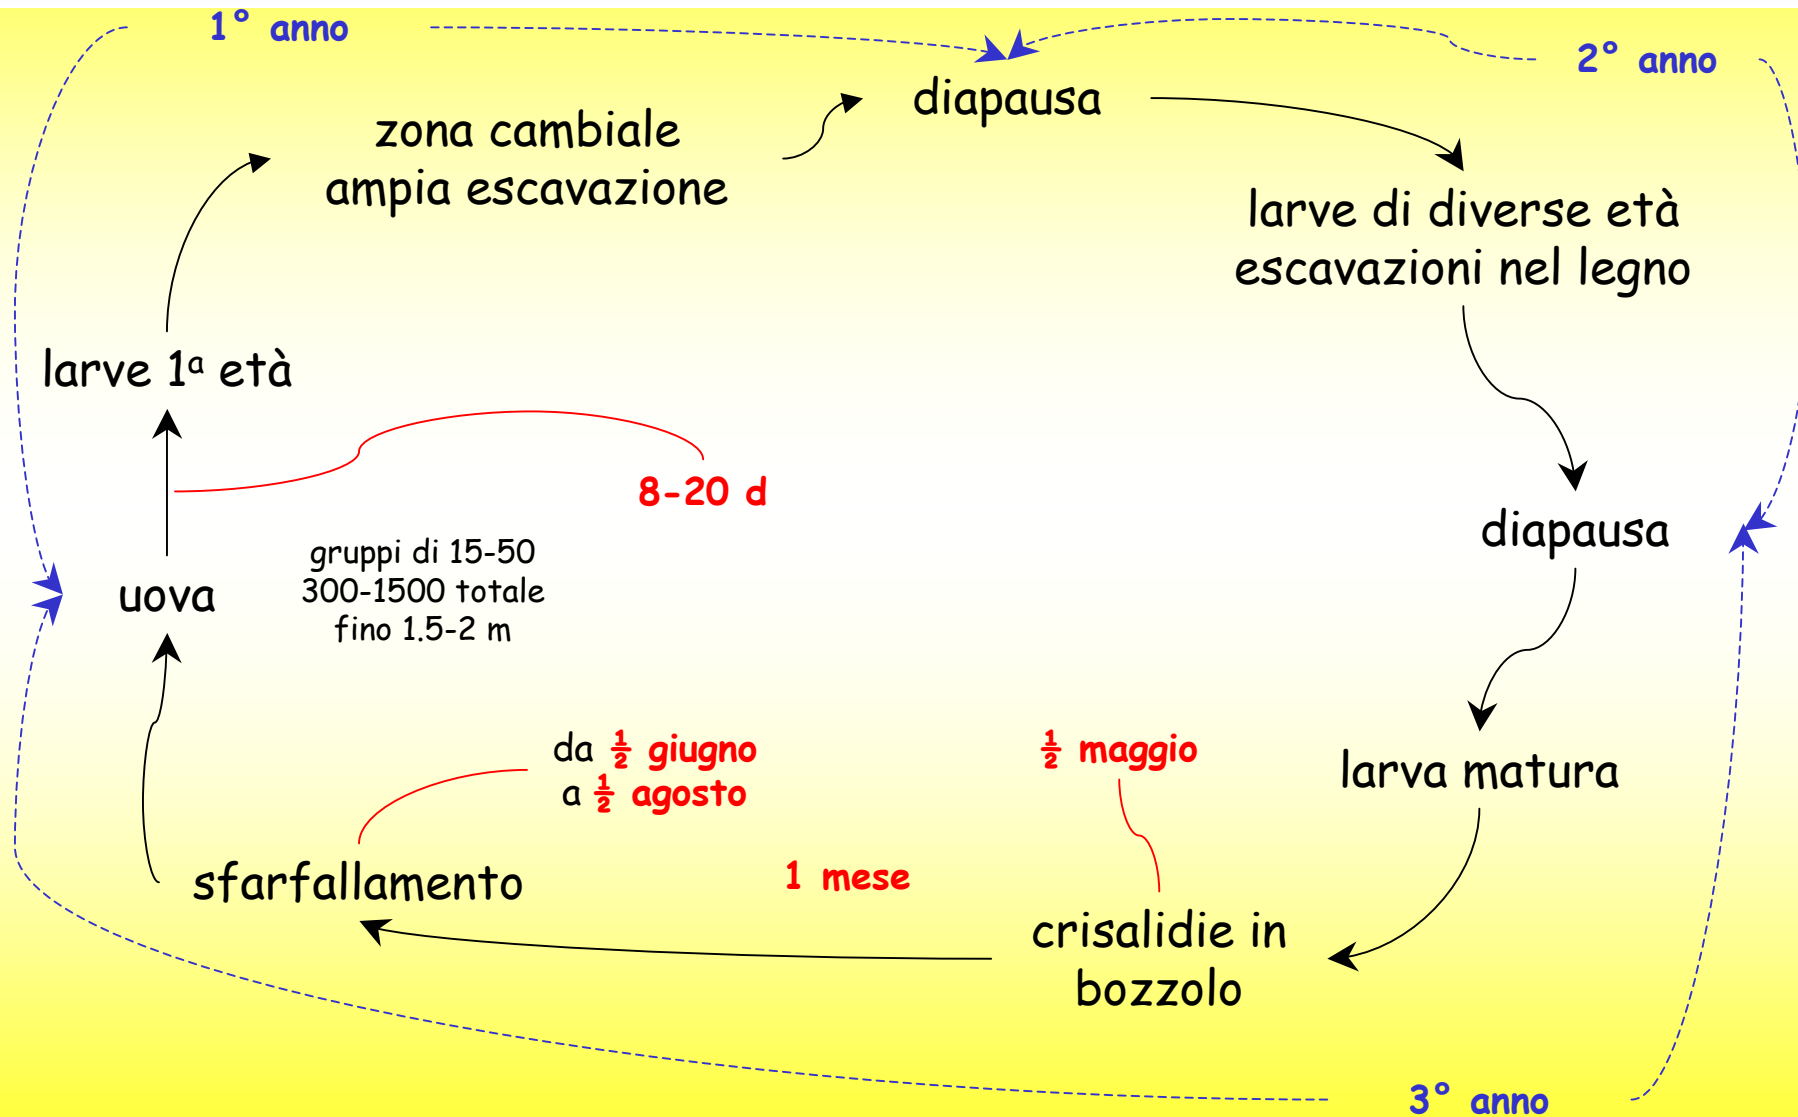 1° anno
2° anno
diapausa
zona cambiale
ampia escavazione
larve di diverse età
escavazioni nel legno
larve 1ª età
8-20 d
diapausa
gruppi di 15-50
300-1500 totale
fino 1.5-2 m
uova
da ½ giugno
a ½ agosto
½ maggio
larva matura
sfarfallamento
1 mese
crisalidie in
bozzolo
3° anno